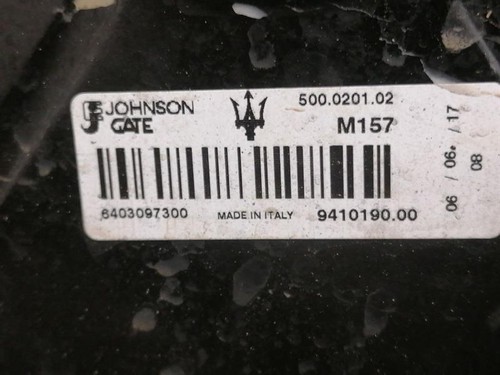 JOHNSON
GATE
500.0201.02
M157
6403097300
MADE IN ITALY
9410190.00
06 / 06. / 17
08